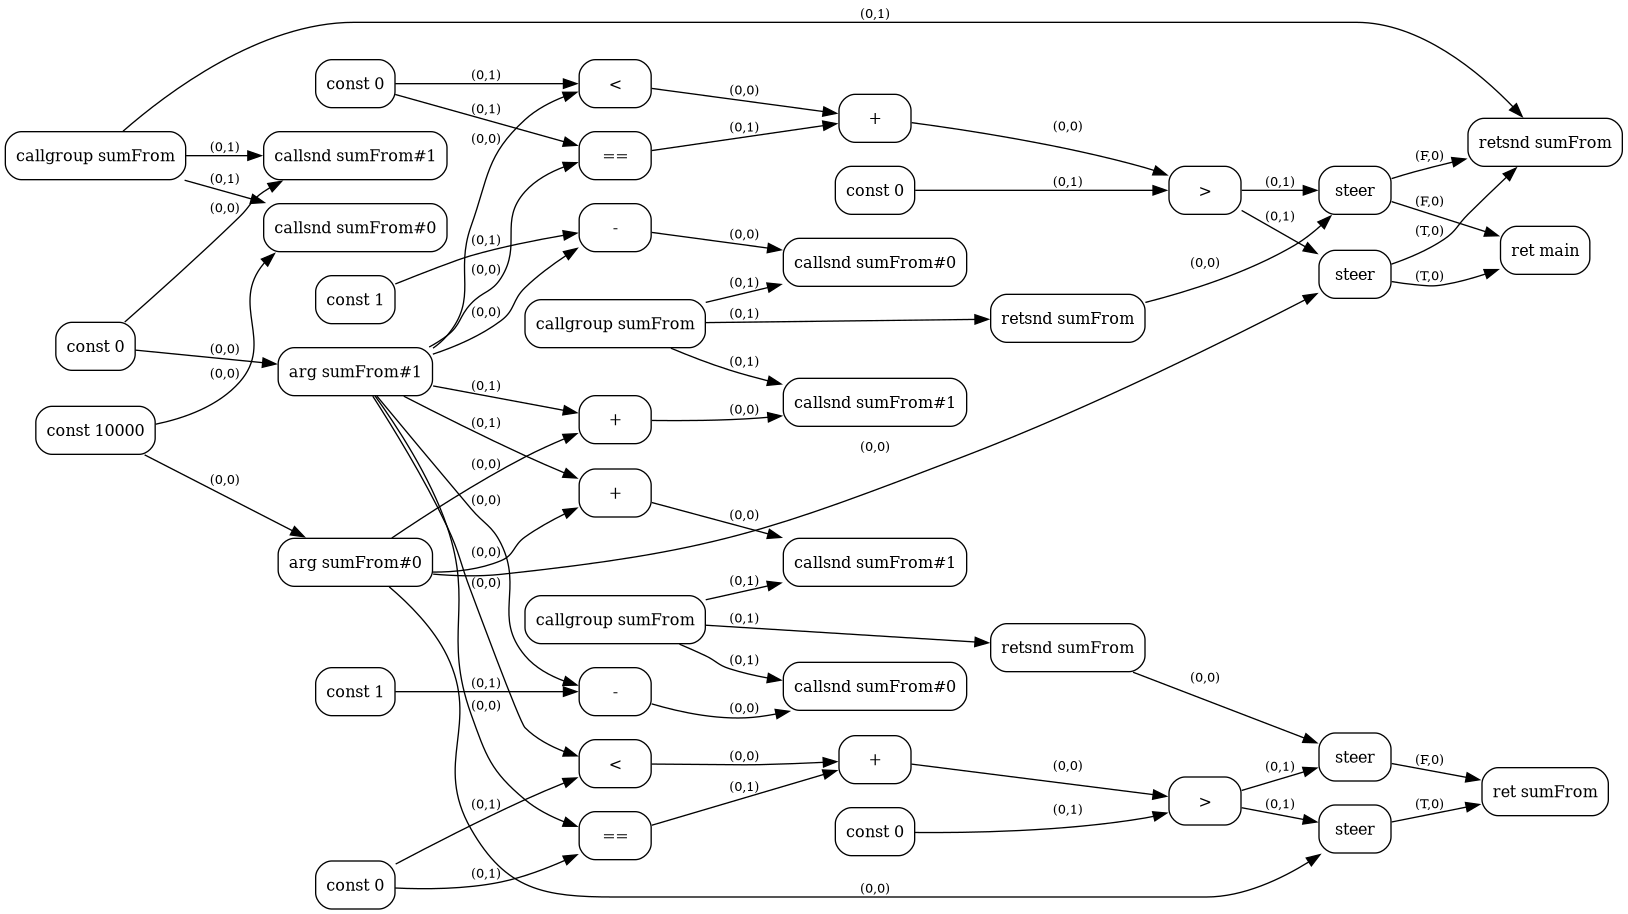 (0,1)
const 0
(0,1)
<
(0,0)
(0,1)
+
(0,0)
callgroup sumFrom
(0,1)
callsnd sumFrom#1
(0,0)
==
(0,1)
retsnd sumFrom
(0,1)
(0,0)
callsnd sumFrom#0
const 0
(0,1)
>
(0,1)
steer
(F,0)
(F,0)
(0,1)
-
(0,0)
(0,1)
(T,0)
ret main
(0,1)
(0,0)
callsnd sumFrom#0
(0,0)
steer
(T,0)
const 1
(0,1)
(0,0)
callgroup sumFrom
(0,1)
retsnd sumFrom
const 0
(0,0)
(0,0)
arg sumFrom#1
(0,1)
(0,1)
callsnd sumFrom#1
const 10000
+
(0,0)
(0,1)
(0,0)
(0,0)
(0,0)
(0,0)
+
(0,0)
arg sumFrom#0
(0,0)
(0,0)
callsnd sumFrom#1
(0,1)
callgroup sumFrom
(0,1)
retsnd sumFrom
(0,1)
callsnd sumFrom#0
(0,0)
const 1
(0,1)
-
(0,0)
(0,0)
<
(0,0)
+
(0,0)
steer
(F,0)
(0,1)
(0,1)
(0,1)
(0,1)
>
(0,1)
ret sumFrom
(T,0)
==
const 0
steer
const 0
(0,1)
(0,0)